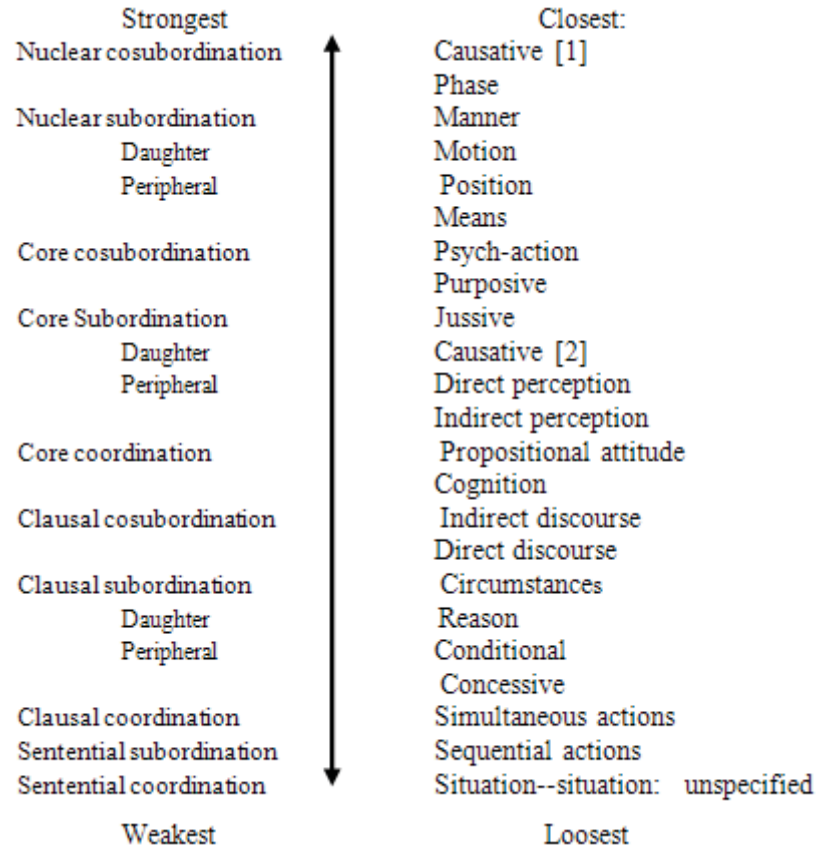 Strongest Closest:
Nuclear cosubordination Causative [1]
Phase
Nuclear subordination Manner
Daughter Motion
Peripheral Position
Means
Core cosubordination Psych-action
Purposive
Core Subordination Jussive
Daughter Causative [2]
Peripheral Direct perception
Indirect perception
Core coordination Propositional attitude
Cognition
Clausal cosubordination Indirect discourse
Direct discourse
Clausal subordination Circumstances
Daughter Reason
Peripheral Conditional
Concessive
Clausal coordination Simultaneous actions
Sentential subordination Sequential actions
Sentential coordination Situation--situation: unspecified
Weakest Loosest